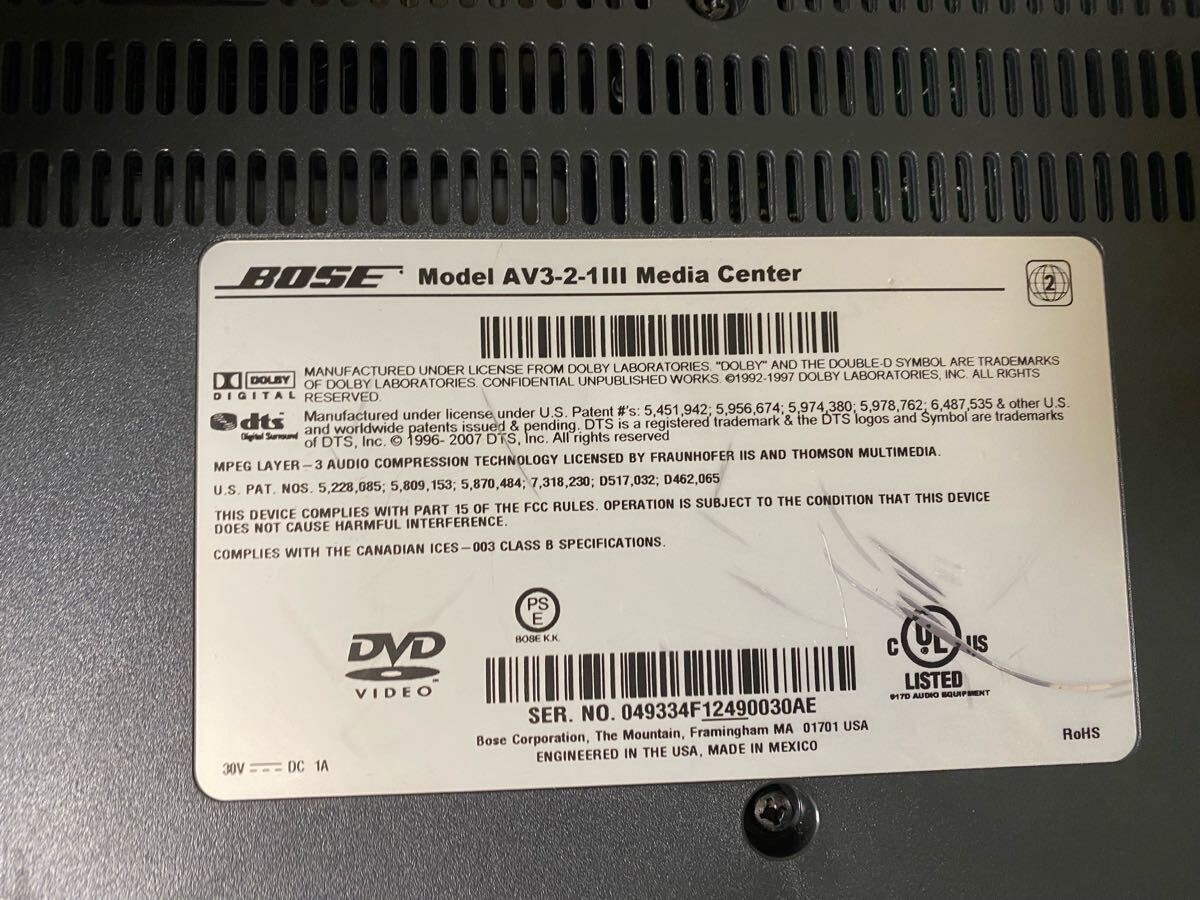 BOSE Model AV3-2-1III Media Center
2
DOLBY
DIGITAL
MANUFACTURED UNDER LICENSE FROM DOLBY LABORATORIES. "DOLBY" AND THE DOUBLE-D SYMBOL ARE TRADEMARKS
OF DOLBY LABORATORIES. CONFIDENTIAL UNPUBLISHED WORKS. ©1992-1997 DOLBY LABORATORIES, INC. ALL RIGHTS
RESERVED.
dts
Digital Surround
Manufactured under license under U.S. Patent #'s: 5,451,942; 5,956,674; 5,974,380; 5,978,762; 6,487,535 & other U.S.
and worldwide patents issued & pending. DTS is a registered trademark & the DTS logos and Symbol are trademarks
of DTS, Inc. © 1996- 2007 DTS, Inc. All rights reserved
MPEG LAYER-3 AUDIO COMPRESSION TECHNOLOGY LICENSED BY FRAUNHOFER IIS AND THOMSON MULTIMEDIA.
U.S. PAT. NOS. 5,228,085; 5,809,153; 5,870,484; 7,318,230; D517,032; D462,065
THIS DEVICE COMPLIES WITH PART 15 OF THE FCC RULES. OPERATION IS SUBJECT TO THE CONDITION THAT THIS DEVICE
DOES NOT CAUSE HARMFUL INTERFERENCE.
COMPLIES WITH THE CANADIAN ICES-003 CLASS B SPECIFICATIONS.
PS
E
BOSE K.K.
DVD
VIDEO™
C UL US
LISTED
917D AUDIO EQUIPMENT
SER. NO. 049334F12490030AE
Bose Corporation, The Mountain, Framingham MA 01701 USA
ENGINEERED IN THE USA, MADE IN MEXICO
RoHS
30V DC 1A